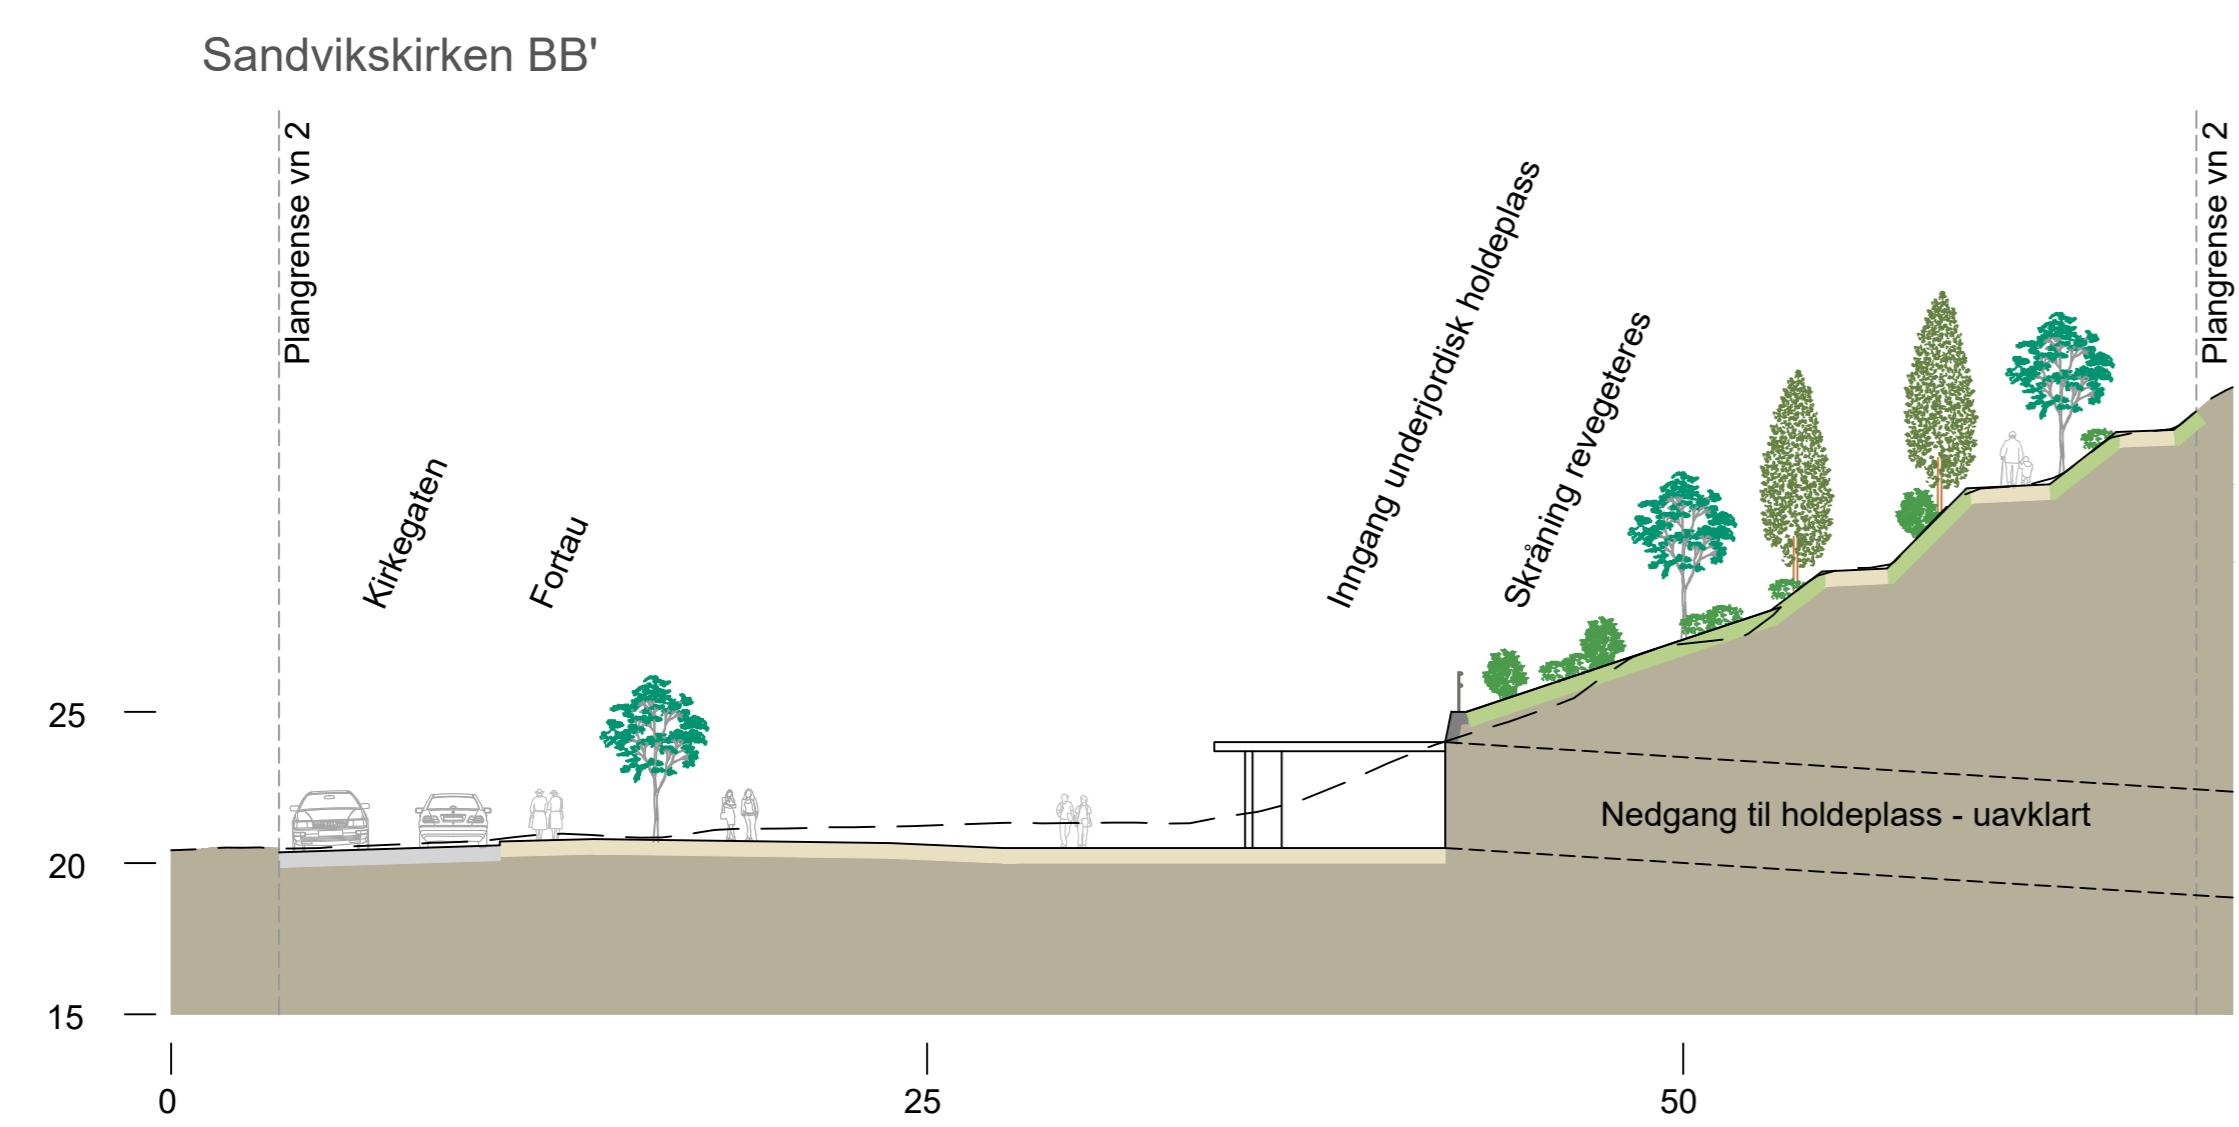 Sandvikskirken BB'
Plangrense vn 2
Kirkegaten
Fortau
Inngang underjordisk holdeplass
Skråning revegeteres
Plangrense vn 2
25
20
15
Nedgang til holdeplass - uavklart
0
25
50